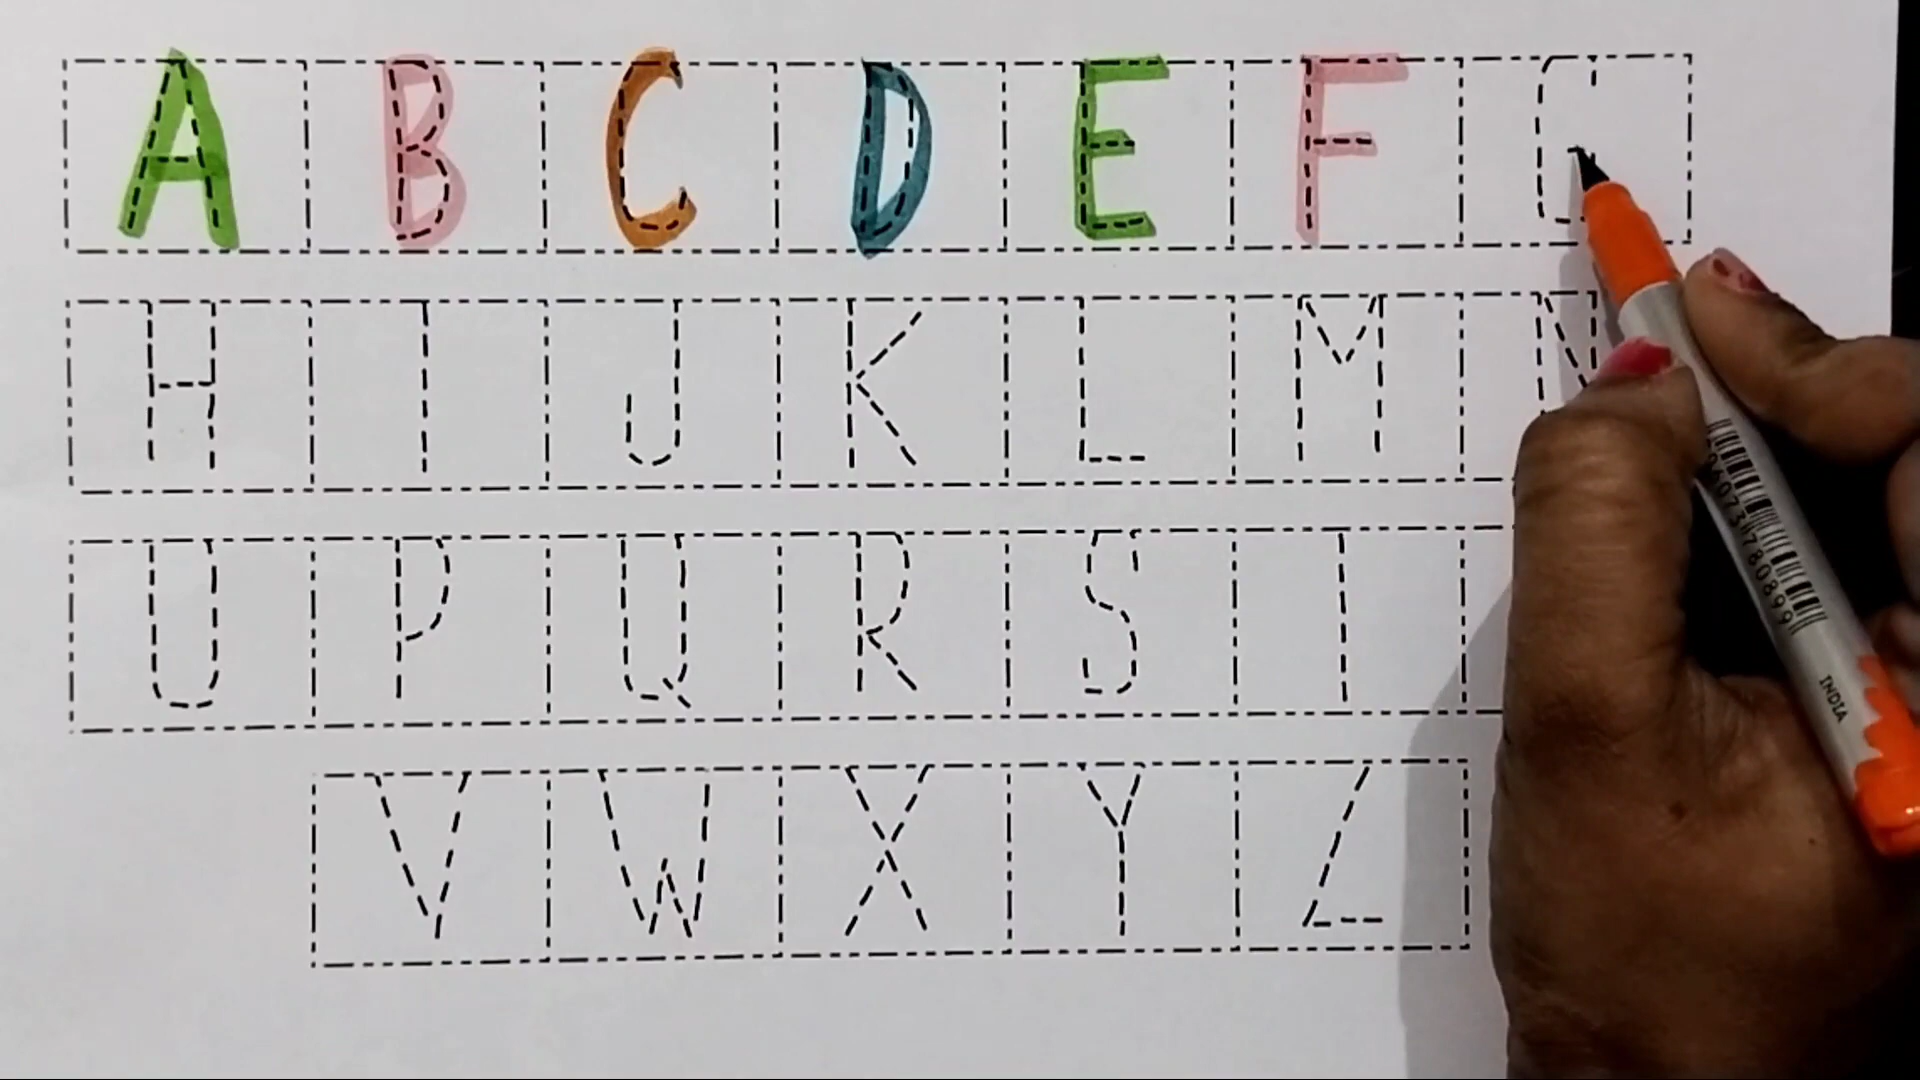 A B C D E F G
H I J K L M N
O P Q R S T
V W X Y Z
INDIA